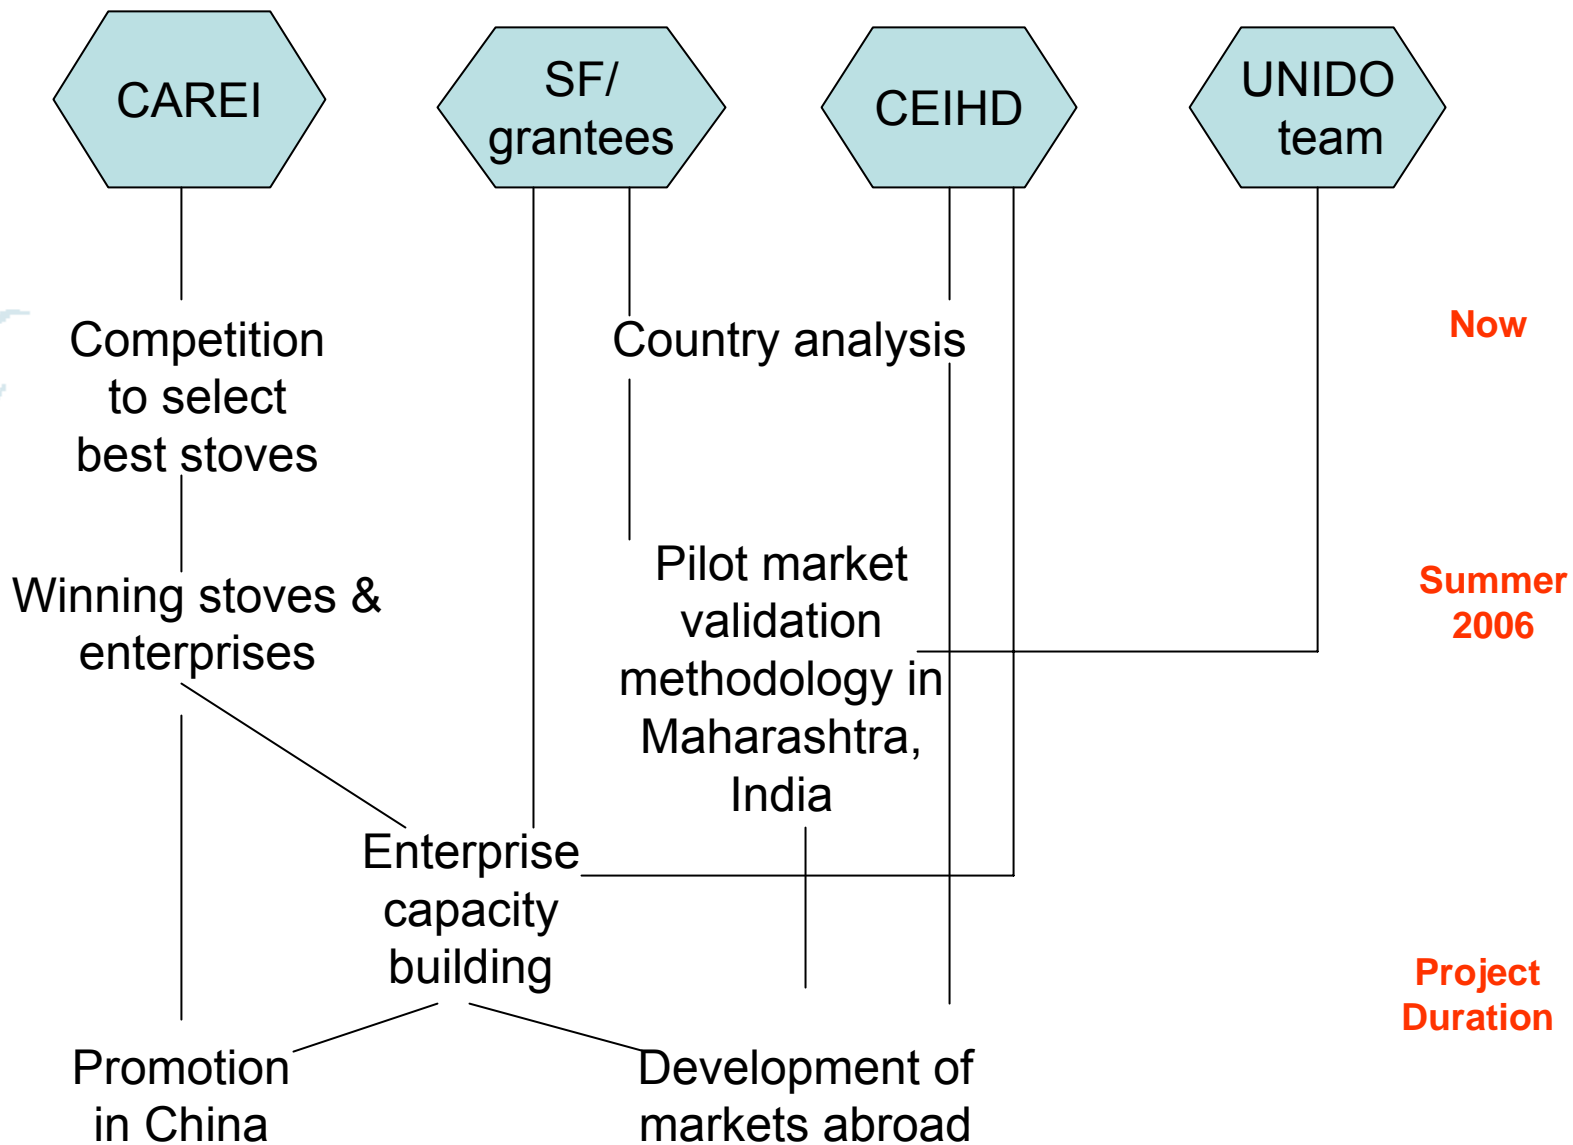 CAREI
SF/
grantees
CEIHD
UNIDO
team
Competition
to select
best stoves
Country analysis
Now
Winning stoves &
enterprises
Pilot market
validation
methodology in
Maharashtra,
India
Summer
2006
Enterprise
capacity
building
Project
Duration
Promotion
in China
Development of
markets abroad